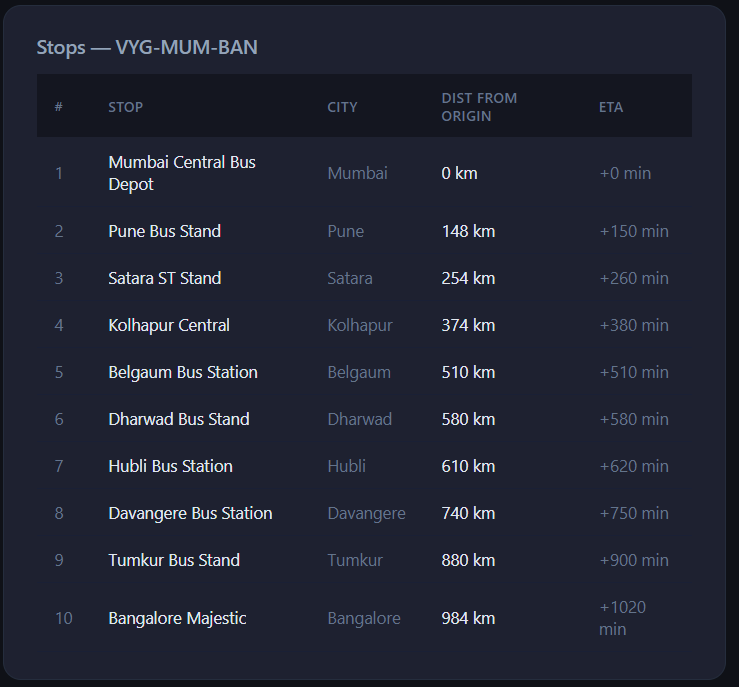 Stops — VYG-MUM-BAN
# STOP CITY DIST FROM ORIGIN ETA
1 Mumbai Central Bus Depot Mumbai 0 km +0 min
2 Pune Bus Stand Pune 148 km +150 min
3 Satara ST Stand Satara 254 km +260 min
4 Kolhapur Central Kolhapur 374 km +380 min
5 Belgaum Bus Station Belgaum 510 km +510 min
6 Dharwad Bus Stand Dharwad 580 km +580 min
7 Hubli Bus Station Hubli 610 km +620 min
8 Davangere Bus Station Davangere 740 km +750 min
9 Tumkur Bus Stand Tumkur 880 km +900 min
10 Bangalore Majestic Bangalore 984 km +1020 min